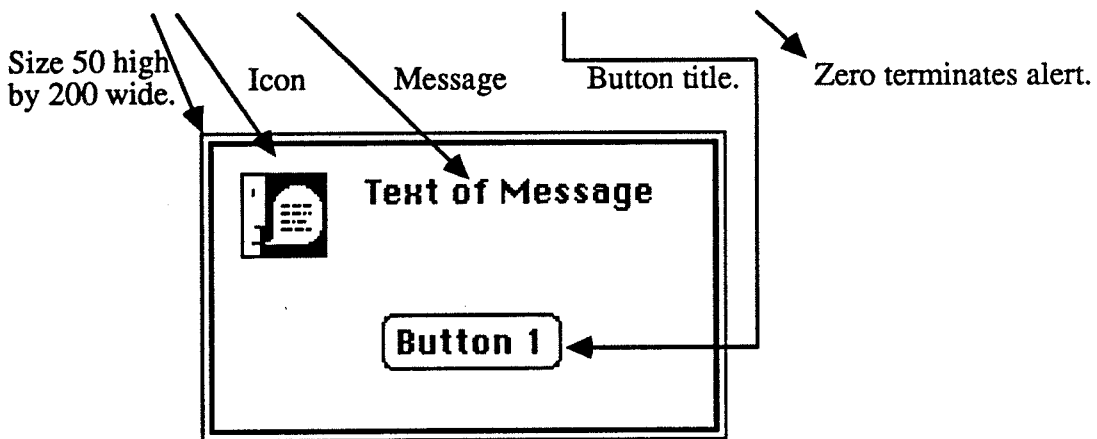 Size 50 high
by 200 wide.
Icon
Message
Button title.
Zero terminates alert.
Text of Message
Button 1